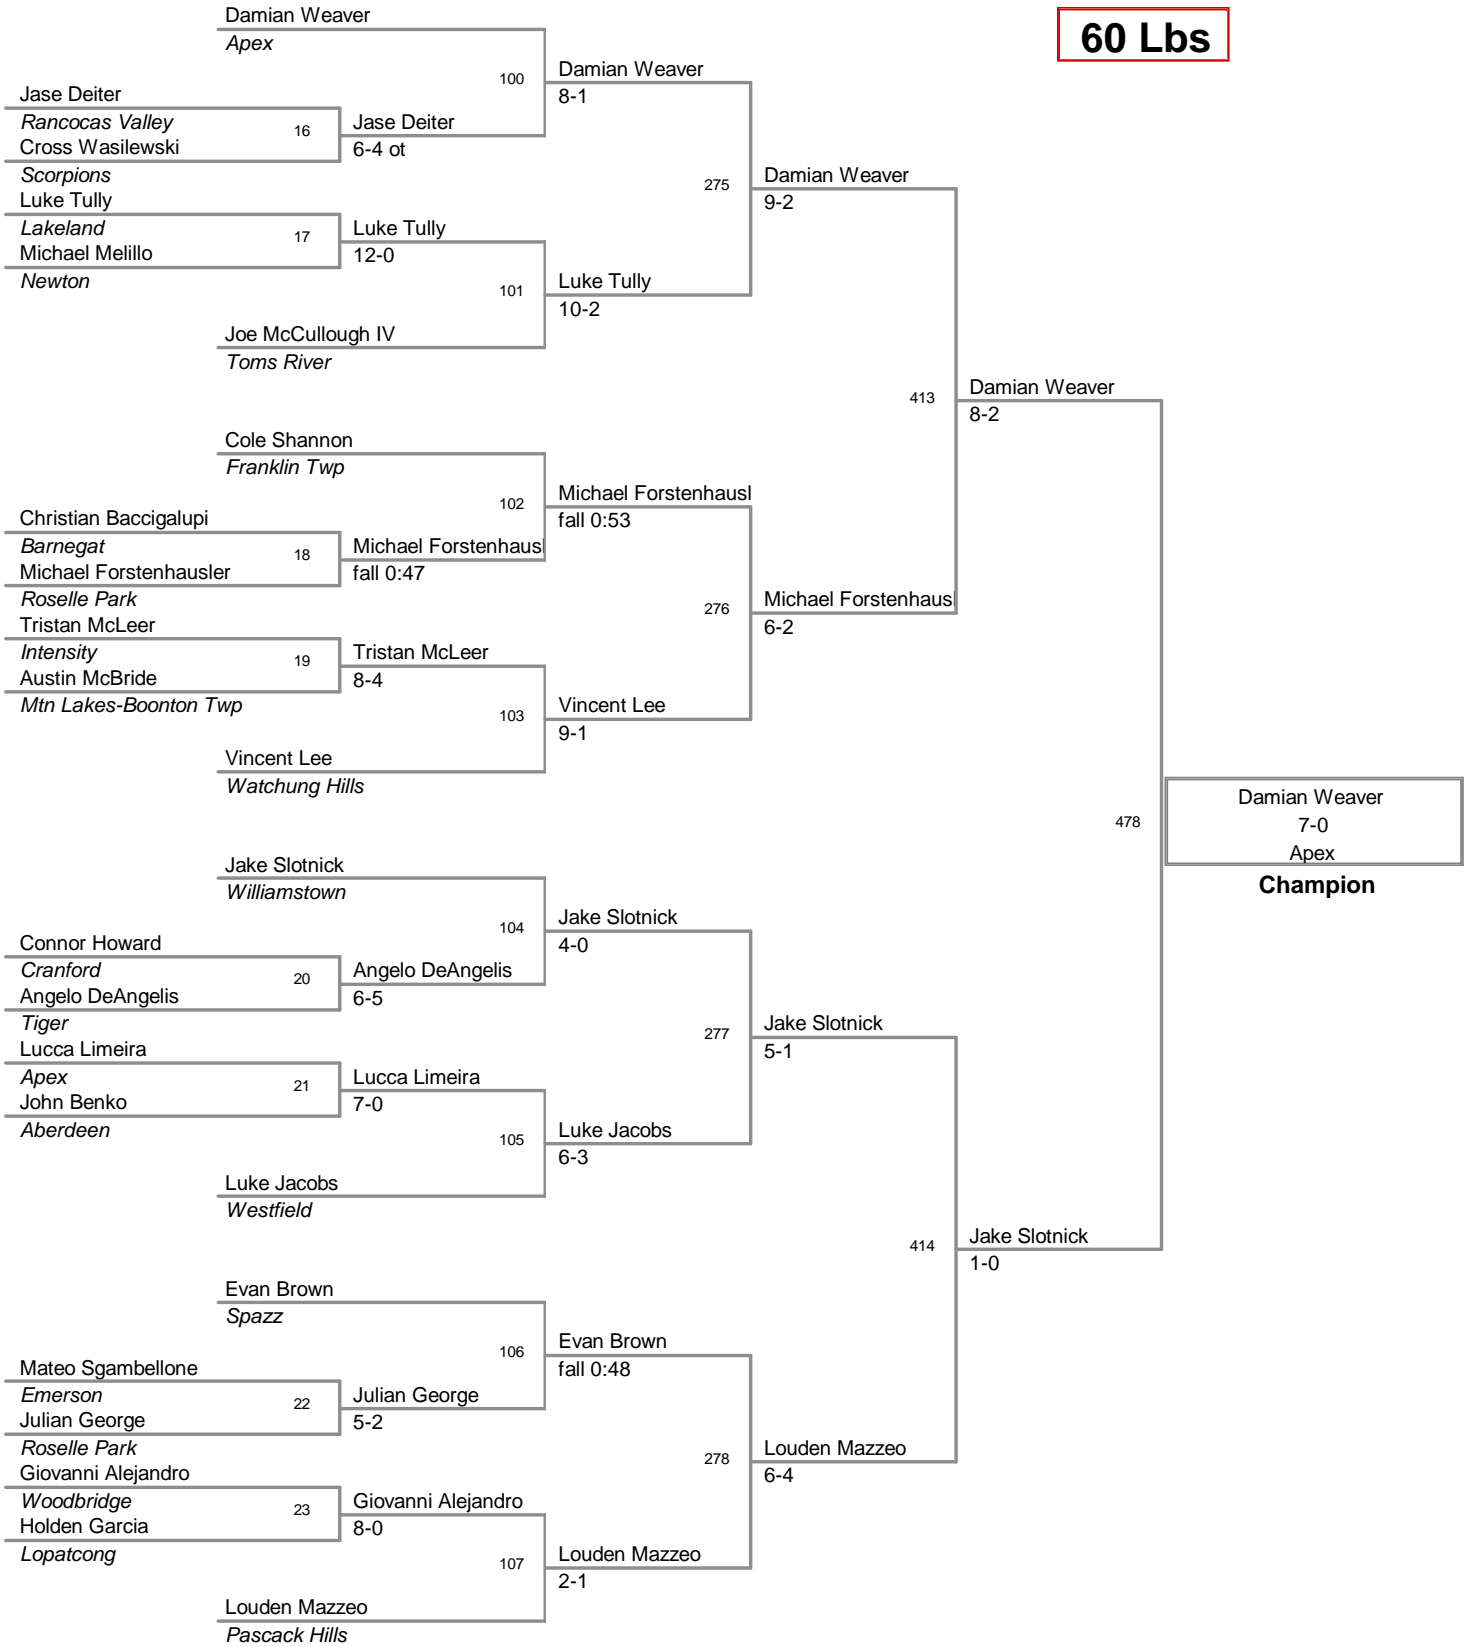 Damian Weaver
60 Lbs
Apex
100
Damian Weaver
8-1
Jase Deiter
Rancocas Valley
16
Jase Deiter
Cross Wasilewski
6-4 ot
Scorpions
275
Damian Weaver
9-2
Luke Tully
Lakeland
17
Luke Tully
Michael Melillo
12-0
Newton
101
Luke Tully
10-2
Joe McCullough IV
Toms River
413
Damian Weaver
8-2
Cole Shannon
Franklin Twp
102
Michael Forstenhausl
fall 0:53
Christian Baccigalupi
Barnegat
18
Michael Forstenhausl
Michael Forstenhausler
fall 0:47
Roselle Park
276
Michael Forstenhausl
6-2
Tristan McLeer
Intensity
19
Tristan McLeer
Austin McBride
8-4
Mtn Lakes-Boonton Twp
103
Vincent Lee
9-1
Vincent Lee
Watchung Hills
478
Damian Weaver
7-0
Apex
Champion
Jake Slotnick
Williamstown
104
Jake Slotnick
4-0
Connor Howard
Cranford
20
Angelo DeAngelis
Angelo DeAngelis
6-5
Tiger
277
Jake Slotnick
5-1
Lucca Limeira
Apex
21
Lucca Limeira
John Benko
7-0
Aberdeen
105
Luke Jacobs
6-3
Luke Jacobs
Westfield
414
Jake Slotnick
1-0
Evan Brown
Spazz
106
Evan Brown
fall 0:48
Mateo Sgambellone
Emerson
22
Julian George
Julian George
5-2
Roselle Park
278
Louden Mazzeo
6-4
Giovanni Alejandro
Woodbridge
23
Giovanni Alejandro
Holden Garcia
8-0
Lopatcong
107
Louden Mazzeo
2-1
Louden Mazzeo
Pascack Hills